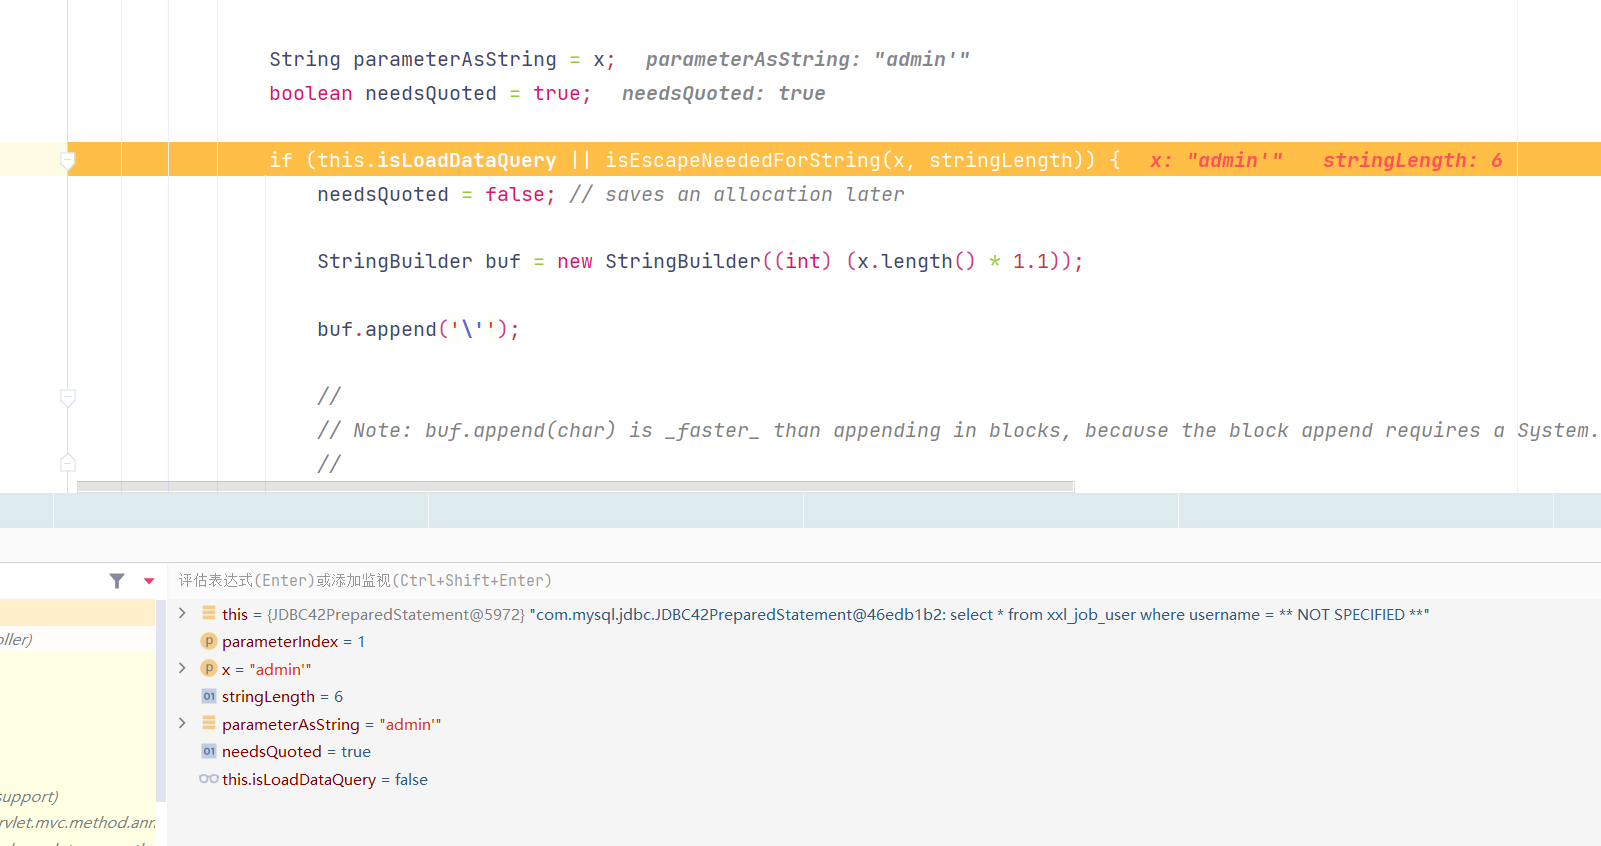 String parameterAsString = x; parameterAsString: "admin'"
boolean needsQuoted = true; needsQuoted: true
if (this.isLoadDataQuery || isEscapeNeededForString(x, stringLength)) { x: "admin'" stringLength: 6
needsQuoted = false; // saves an allocation later
StringBuilder buf = new StringBuilder((int) (x.length() * 1.1));
buf.append('\'');
//
// Note: buf.append(char) is _faster_ than appending in blocks, because the block append requires a System.
//
评估表达式(Enter)或添加监视(Ctrl+Shift+Enter)
this = {JDBC42PreparedStatement@5972} "com.mysql.jdbc.JDBC42PreparedStatement@46edb1b2: select * from xxl_job_user where username = ** NOT SPECIFIED **"
oller)
p parameterIndex = 1
p x = "admin'"
01 stringLength = 6
parameterAsString = "admin'"
01 needsQuoted = true
this.isLoadDataQuery = false
support)
rvlet.mvc.method.ann